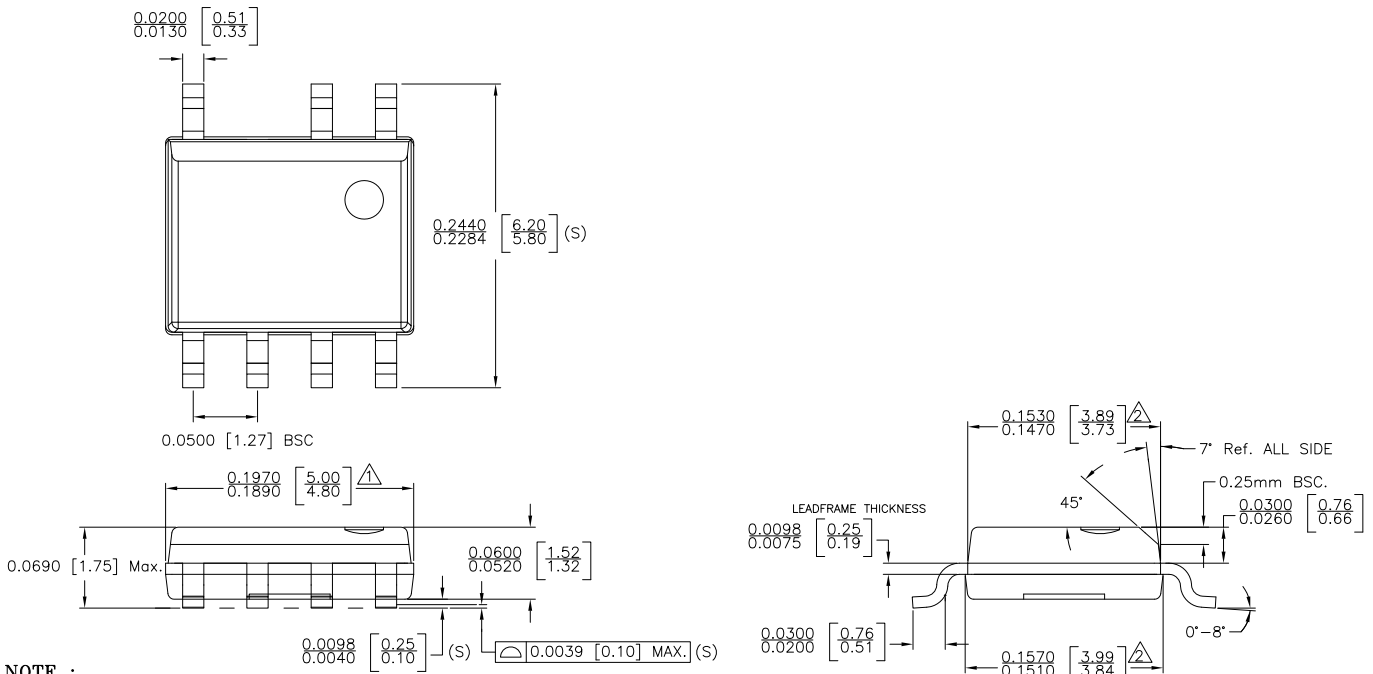 0.0200 [0.51]
0.0130 [0.33]
0.2440 [6.20] (S)
0.2284 [5.80]
0.0500 [1.27] BSC
0.1970 [5.00] 1
0.1890 [4.80]
0.0690 [1.75] Max.
0.0600 [1.52]
0.0520 [1.32]
0.0098 [0.25] (S)
0.0040 [0.10]
0.0039 [0.10] MAX. (S)
0.1530 [3.89] 2
0.1470 [3.73]
7° Ref. ALL SIDE
0.25mm BSC.
45°
0.0300 [0.76]
0.0260 [0.66]
LEADFRAME THICKNESS
0.0098 [0.25]
0.0075 [0.19]
0.0300 [0.76]
0.0200 [0.51]
0°-8°
0.1570 [3.99] 2
0.1510 [3.84]
NOTE :